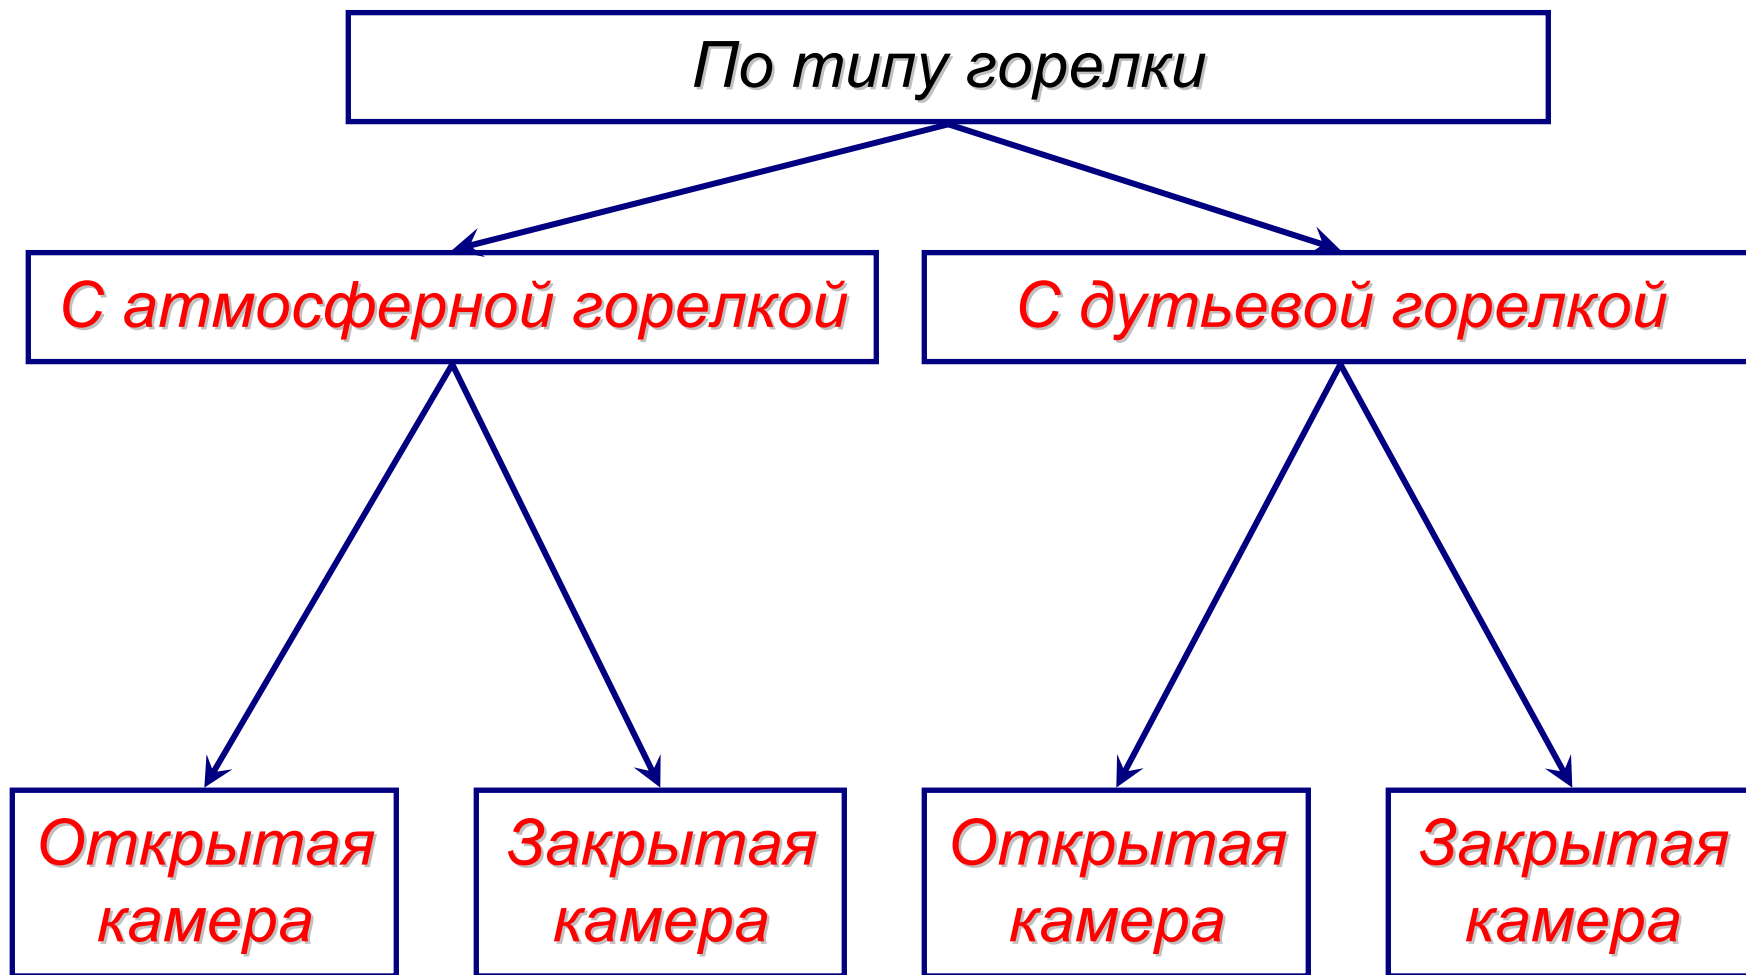 По типу горелки
С атмосферной горелкой
С дутьевой горелкой
Открытая
камера
Закрытая
камера
Открытая
камера
Закрытая
камера